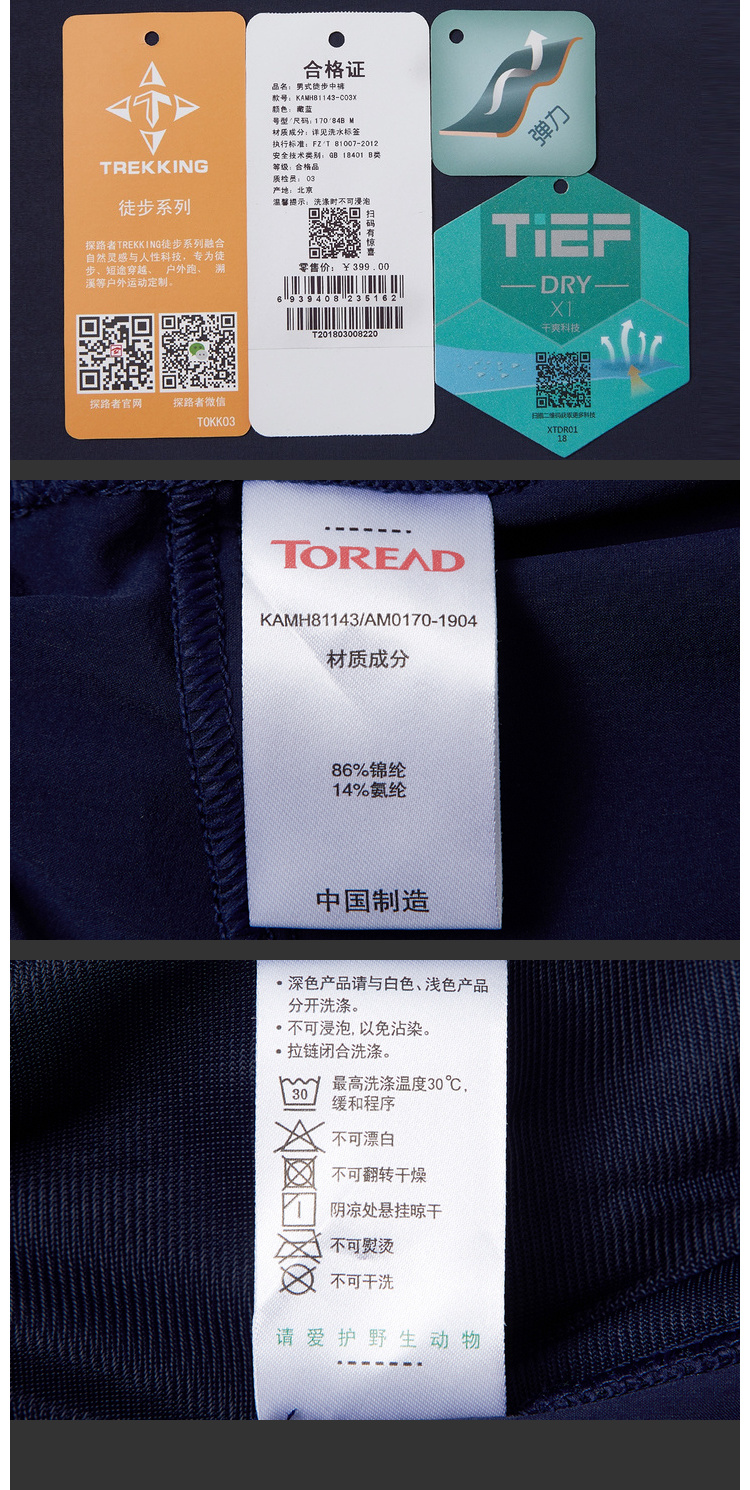 TREKKING
徒步系列
探路者TREKKING徒步系列融合
自然灵感与人性科技，专为徒
步、短途穿越、 户外跑、 溯
溪等户外运动定制。
探路者官网
探路者微信
TOKK03
合格证
品名：男式徒步中裤
款号：KAMH81143-C03X
颜色：藏蓝
号型/尺码：170/84B M
材质成分：详见洗水标签
执行标准：FZ/T 81007-2012
安全技术类别：GB 18401 B类
等级：合格品
质检员：03
产地：北京
温馨提示：洗涤时不可浸泡
扫码有惊喜
零售价：￥399.00
6 939408 235162
T201803008220
弹力
TiEF
DRY
X1
干爽科技
扫描二维码获取更多科技
XTDR01
18
TOREAD
KAMH81143/AM0170-1904
材质成分
86%锦纶
14%氨纶
中国制造
•深色产品请与白色、浅色产品
分开洗涤。
•不可浸泡，以免沾染。
•拉链闭合洗涤。
30
最高洗涤温度30℃，
缓和程序
不可漂白
不可翻转干燥
阴凉处悬挂晾干
不可熨烫
不可干洗
请爱护野生动物